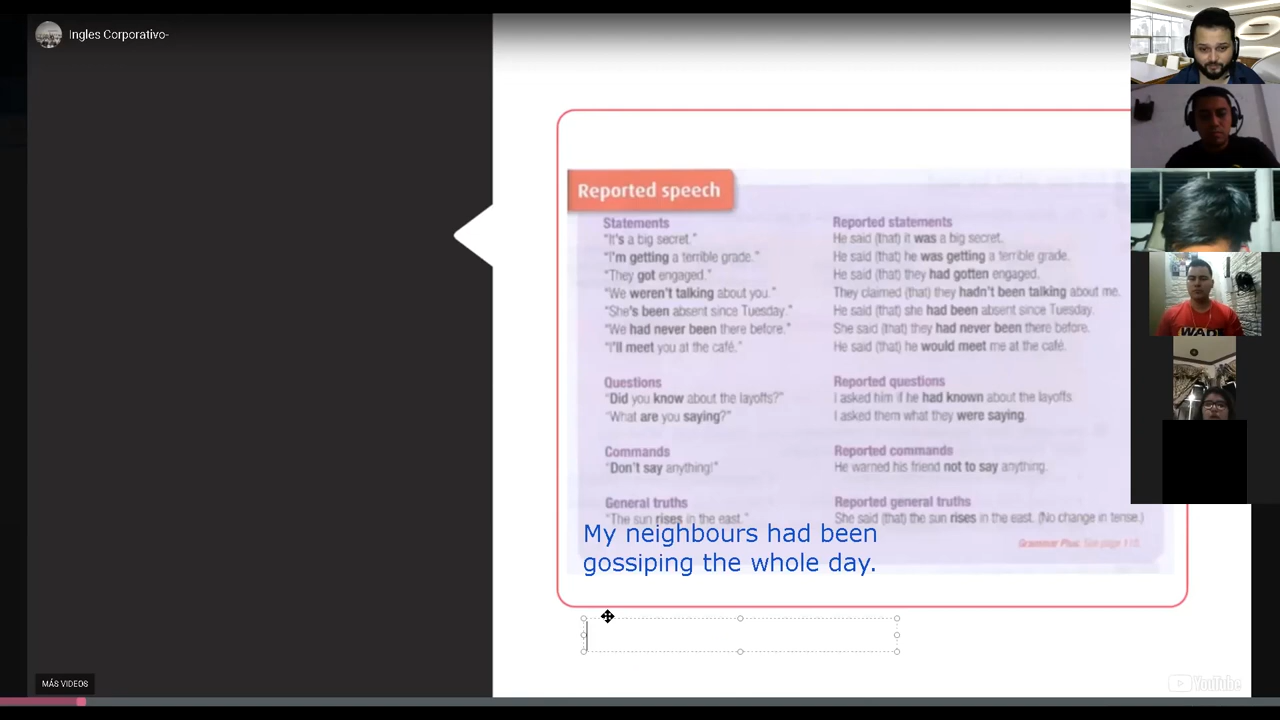 Ingles Corporativo-
Reported speech
Statements
"It's a big secret."
"I'm getting a terrible grade."
"They got engaged."
"We weren't talking about you."
"She's been absent since Tuesday."
"We had never been there before."
"I'll meet you at the café."
Reported statements
He said (that) it was a big secret.
He said (that) he was getting a terrible grade.
He said (that) they had gotten engaged.
They claimed (that) they hadn't been talking about me.
He said (that) she had been absent since Tuesday.
She said (that) they had never been there before.
He said (that) he would meet me at the café.
Questions
"Did you know about the layoffs?"
"What are you saying?"
Reported questions
I asked him if he had known about the layoffs.
I asked them what they were saying.
Commands
"Don't say anything!"
Reported commands
He warned his friend not to say anything.
General truths
"The sun rises in the east."
Reported general truths
She said (that) the sun rises in the east. (No change in tense.)
Grammar Plus: See page 115.
My neighbours had been
gossiping the whole day.
MÁS VIDEOS
YouTube